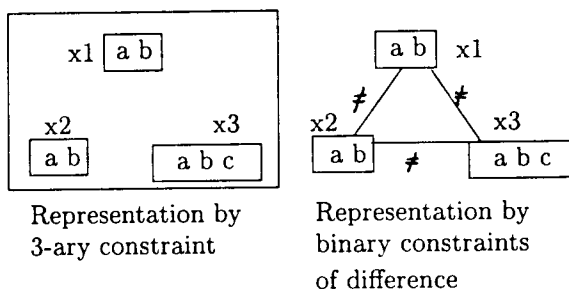 x1
a b
x2
a b
x3
a b c
Representation by
3-ary constraint
a b
x1
≠
≠
x2
a b
≠
x3
a b c
Representation by
binary constraints
of difference